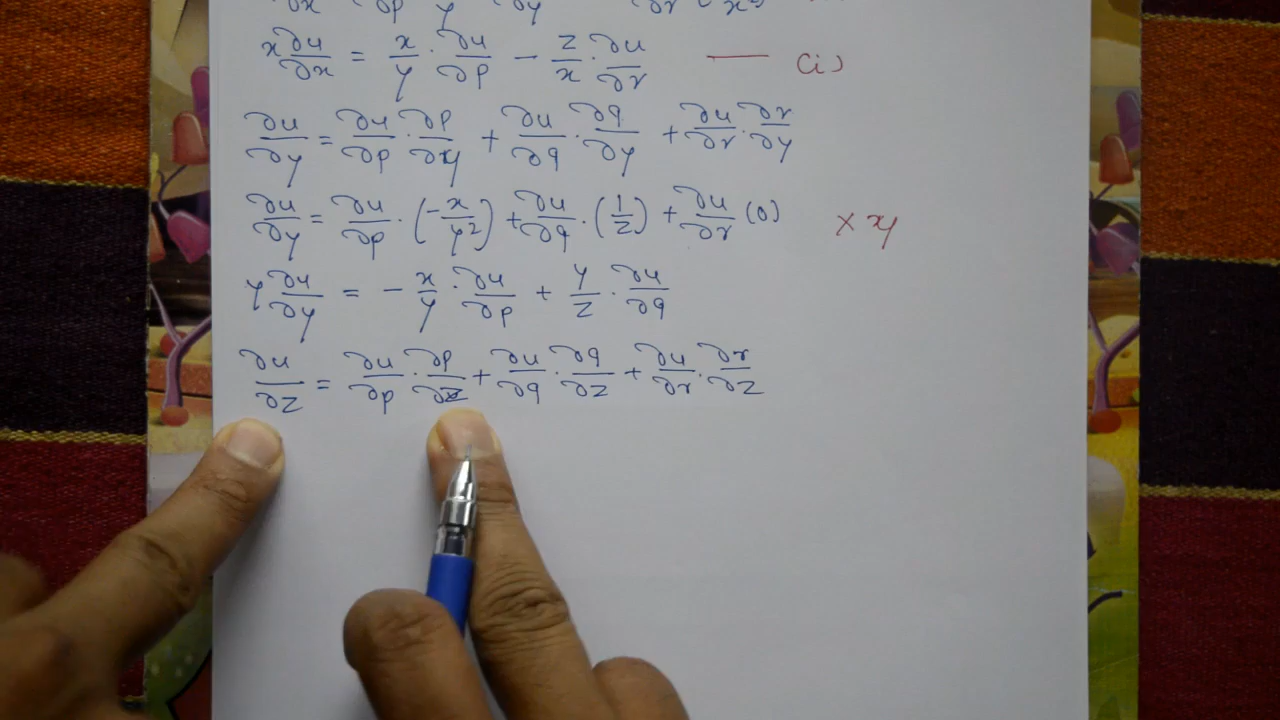 x ∂u/∂x = x/y · ∂u/∂p − z/x · ∂u/∂r —— (i)
∂u/∂y = ∂u/∂p · ∂p/∂y + ∂u/∂q · ∂q/∂y + ∂u/∂r · ∂r/∂y
∂u/∂y = ∂u/∂p · (−x/y²) + ∂u/∂q · (1/z) + ∂u/∂r (0) × y
y ∂u/∂y = − x/y · ∂u/∂p + y/z · ∂u/∂q
∂u/∂z = ∂u/∂p · ∂p/∂z + ∂u/∂q · ∂q/∂z + ∂u/∂r · ∂r/∂z